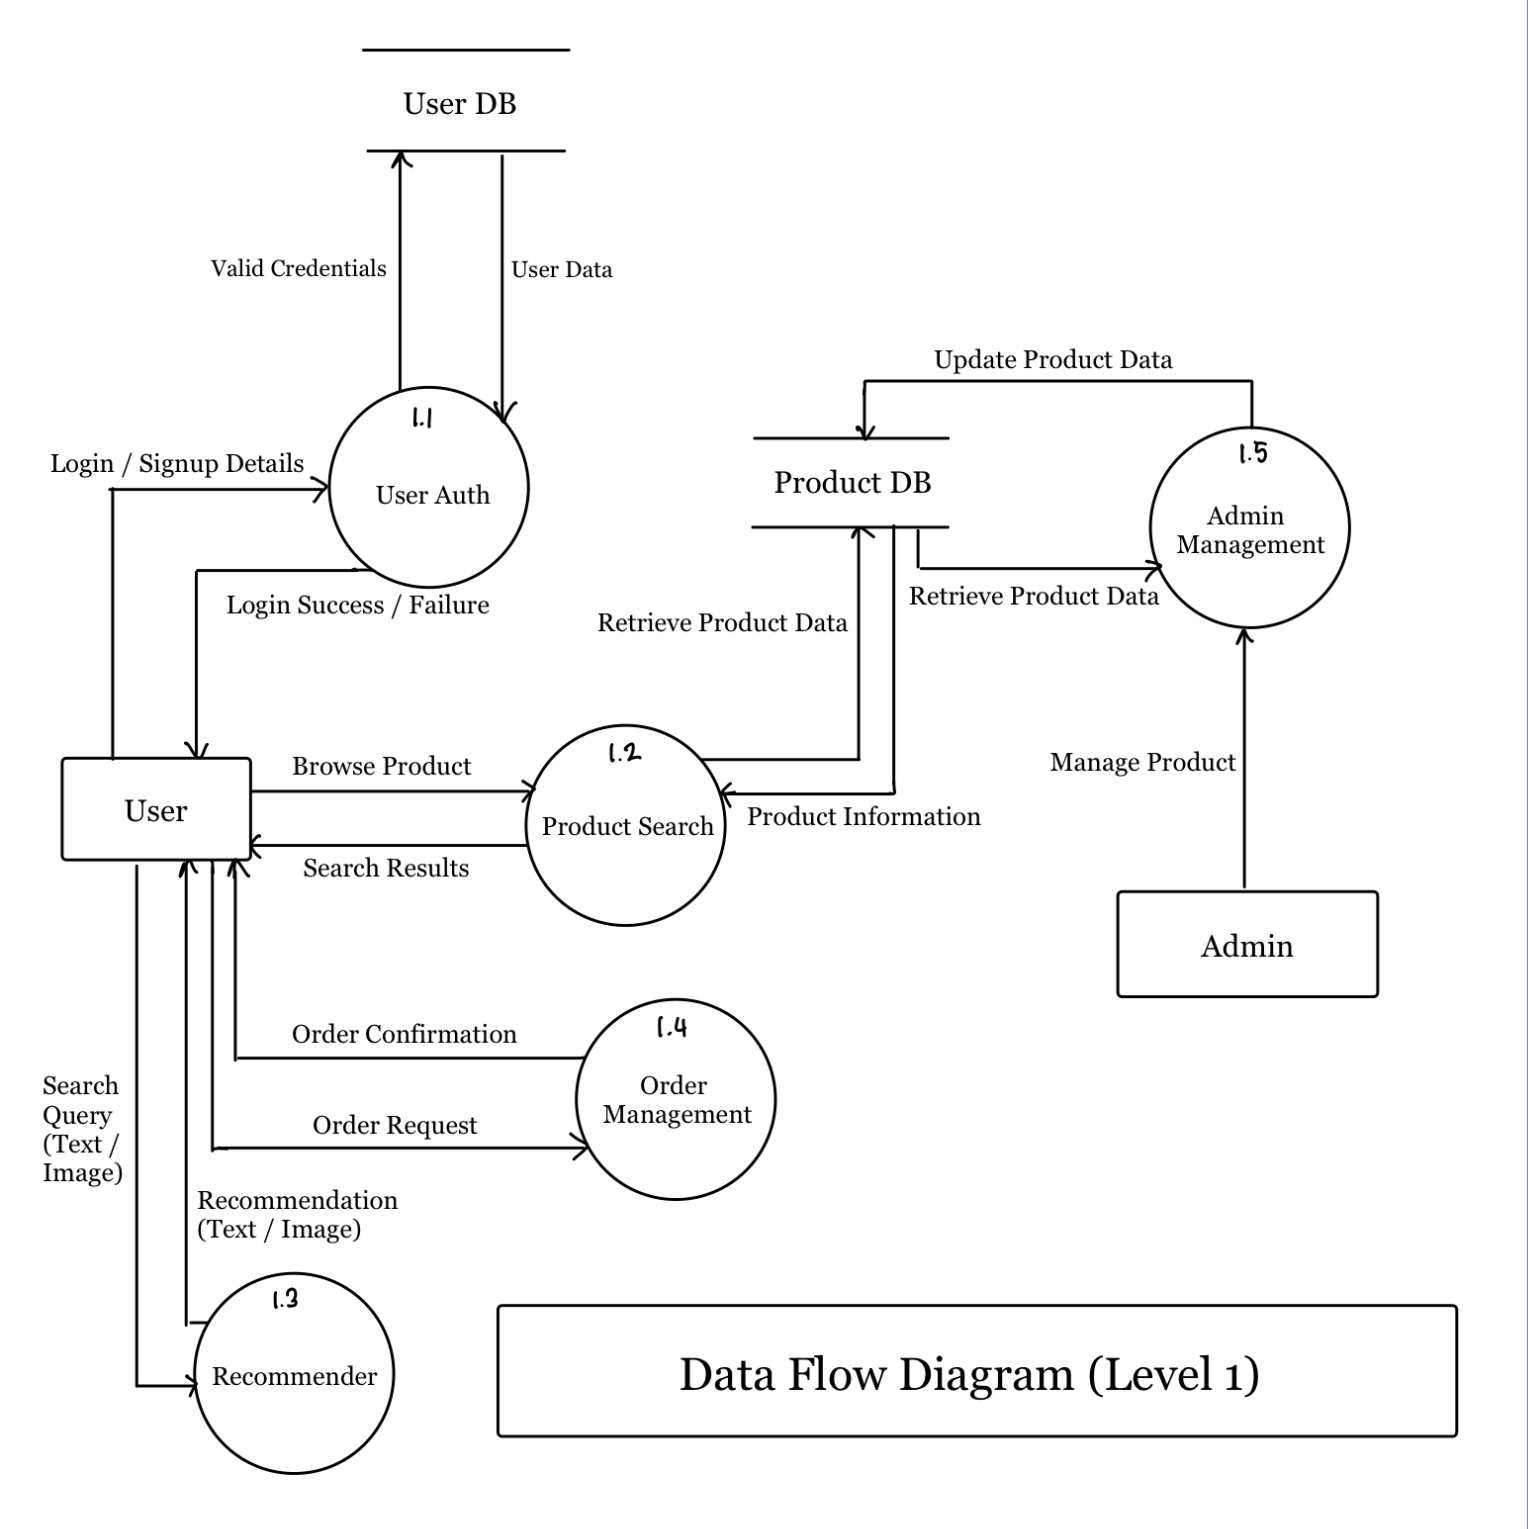 User DB
Valid Credentials
User Data
1.1
User Auth
Login / Signup Details
Login Success / Failure
Update Product Data
Product DB
1.5
Admin
Management
Retrieve Product Data
Retrieve Product Data
Manage Product
Admin
User
Browse Product
Search Results
1.2
Product Search
Product Information
Order Confirmation
Order Request
1.4
Order
Management
Search
Query
(Text /
Image)
Recommendation
(Text / Image)
1.3
Recommender
Data Flow Diagram (Level 1)